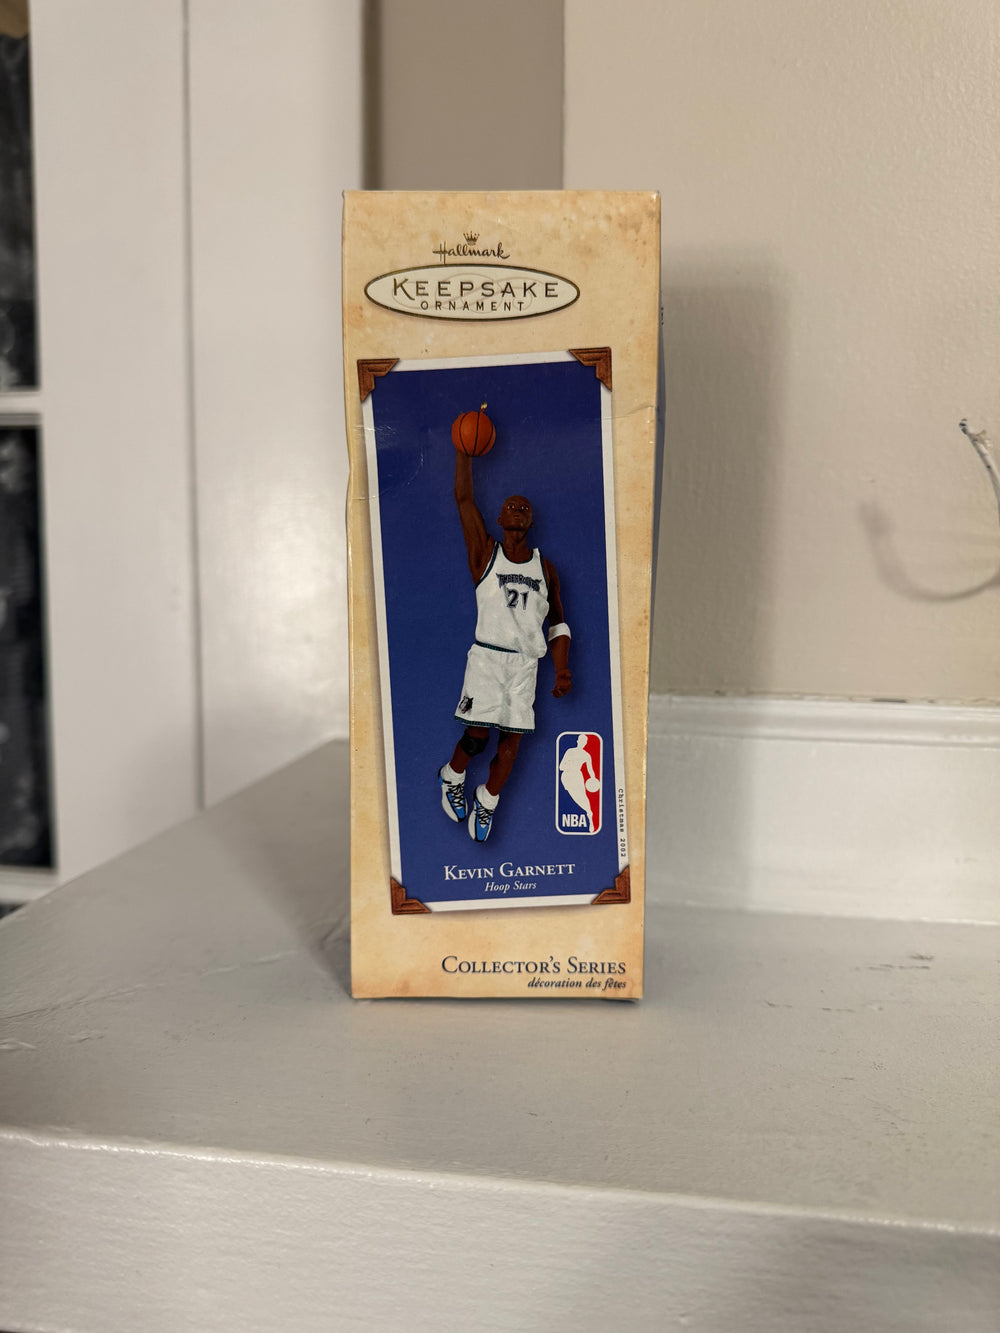 Hallmark
KEEPSAKE
ORNAMENT
TIMBERWOLVES
21
NBA
Christmas 2002
KEVIN GARNETT
Hoop Stars
COLLECTOR'S SERIES
décoration des fêtes